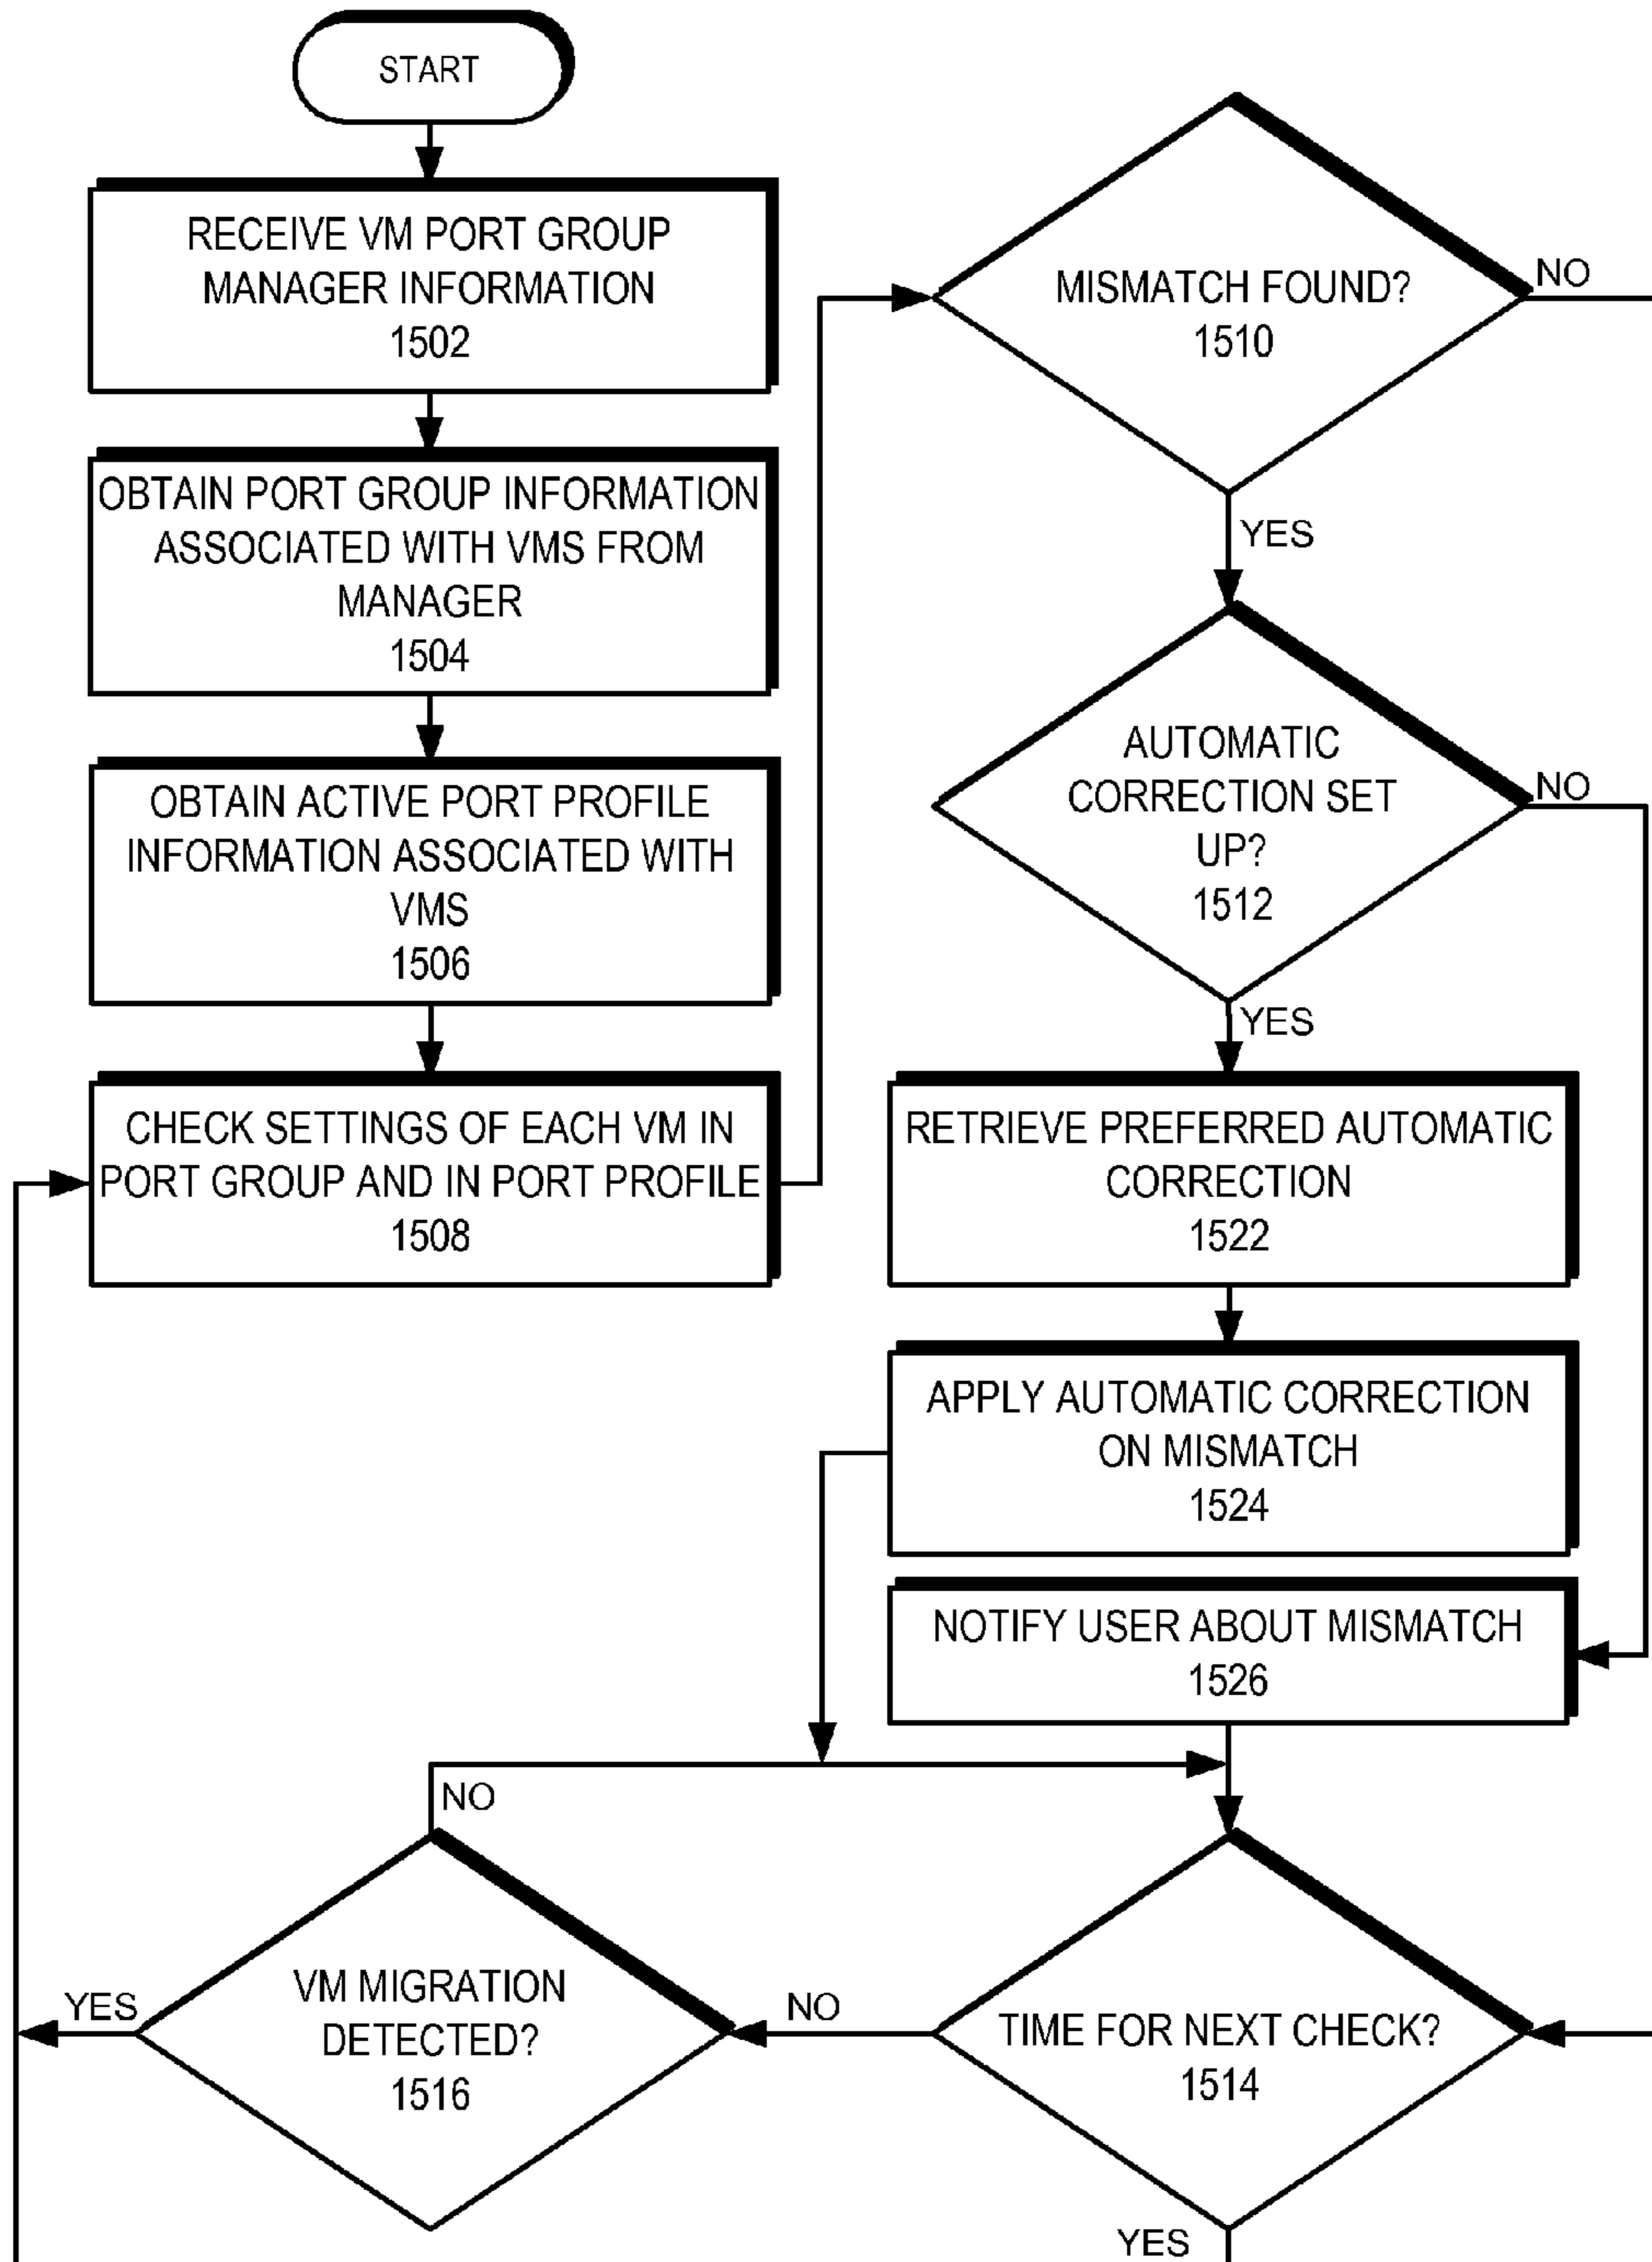 START
RECEIVE VM PORT GROUP
MANAGER INFORMATION
1502
OBTAIN PORT GROUP INFORMATION
ASSOCIATED WITH VMS FROM
MANAGER
1504
OBTAIN ACTIVE PORT PROFILE
INFORMATION ASSOCIATED WITH
VMS
1506
CHECK SETTINGS OF EACH VM IN
PORT GROUP AND IN PORT PROFILE
1508
MISMATCH FOUND?
1510
NO
YES
AUTOMATIC
CORRECTION SET
UP?
1512
NO
YES
RETRIEVE PREFERRED AUTOMATIC
CORRECTION
1522
APPLY AUTOMATIC CORRECTION
ON MISMATCH
1524
NOTIFY USER ABOUT MISMATCH
1526
NO
VM MIGRATION
DETECTED?
1516
YES
NO
TIME FOR NEXT CHECK?
1514
YES